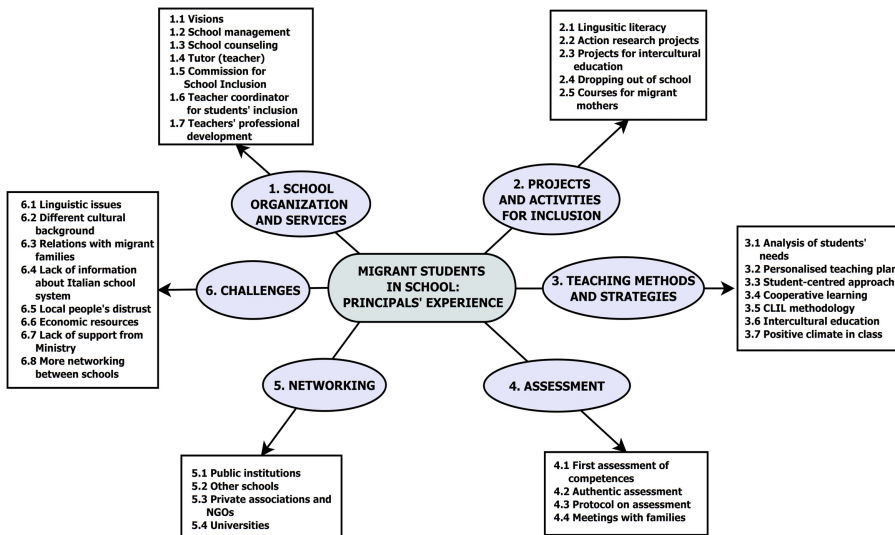 1.1 Visions
1.2 School management
1.3 School counseling
1.4 Tutor (teacher)
1.5 Commission for
School Inclusion
1.6 Teacher coordinator
for students' inclusion
1.7 Teachers' professional
development
2.1 Lingusitic literacy
2.2 Action research projects
2.3 Projects for intercultural
education
2.4 Dropping out of school
2.5 Courses for migrant
mothers
1. SCHOOL
ORGANIZATION
AND SERVICES
2. PROJECTS
AND ACTIVITIES
FOR INCLUSION
6.1 Linguistic issues
6.2 Different cultural
background
6.3 Relations with migrant
families
6.4 Lack of information
about Italian school
system
6.5 Local people's distrust
6.6 Economic resources
6.7 Lack of support from
Ministry
6.8 More networking
between schools
6. CHALLENGES
MIGRANT STUDENTS
IN SCHOOL:
PRINCIPALS' EXPERIENCE
3. TEACHING METHODS
AND STRATEGIES
3.1 Analysis of students'
needs
3.2 Personalised teaching plan
3.3 Student-centred approach
3.4 Cooperative learning
3.5 CLIL methodology
3.6 Intercultural education
3.7 Positive climate in class
5. NETWORKING
4. ASSESSMENT
5.1 Public institutions
5.2 Other schools
5.3 Private associations and
NGOs
5.4 Universities
4.1 First assessment of
competences
4.2 Authentic assessment
4.3 Protocol on assessment
4.4 Meetings with families